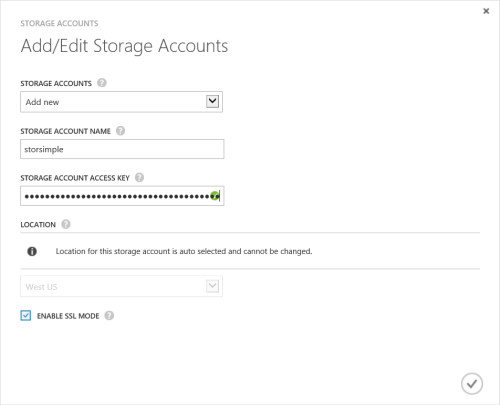 STORAGE ACCOUNTS
Add/Edit Storage Accounts
STORAGE ACCOUNTS ?
Add new
STORAGE ACCOUNT NAME ?
storsimple
STORAGE ACCOUNT ACCESS KEY ?
LOCATION ?
Location for this storage account is auto selected and cannot be changed.
West US
ENABLE SSL MODE ?